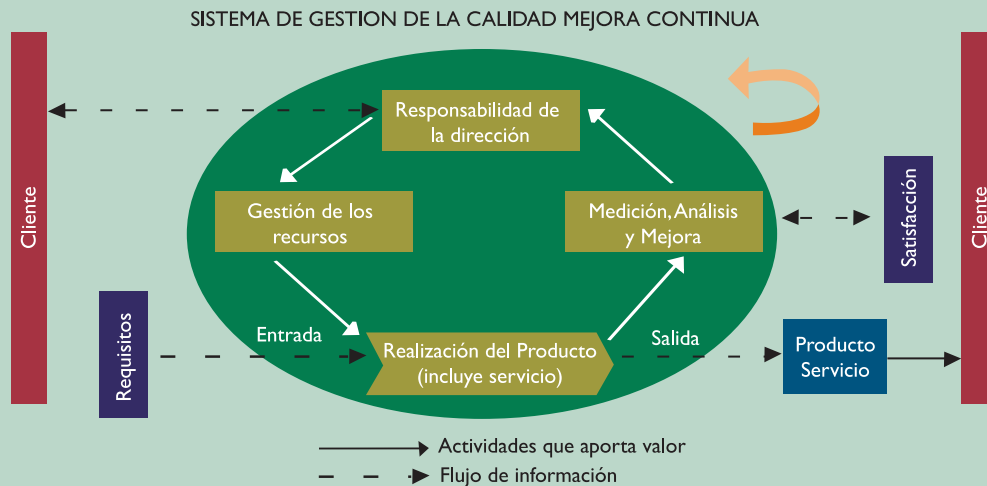 SISTEMA DE GESTION DE LA CALIDAD MEJORA CONTINUA
Cliente
Responsabilidad de
la dirección
Gestión de los
recursos
Medición, Análisis
y Mejora
Satisfacción
Cliente
Requisitos
Entrada
Realización del Producto
(incluye servicio)
Salida
Producto
Servicio
Actividades que aporta valor
Flujo de información